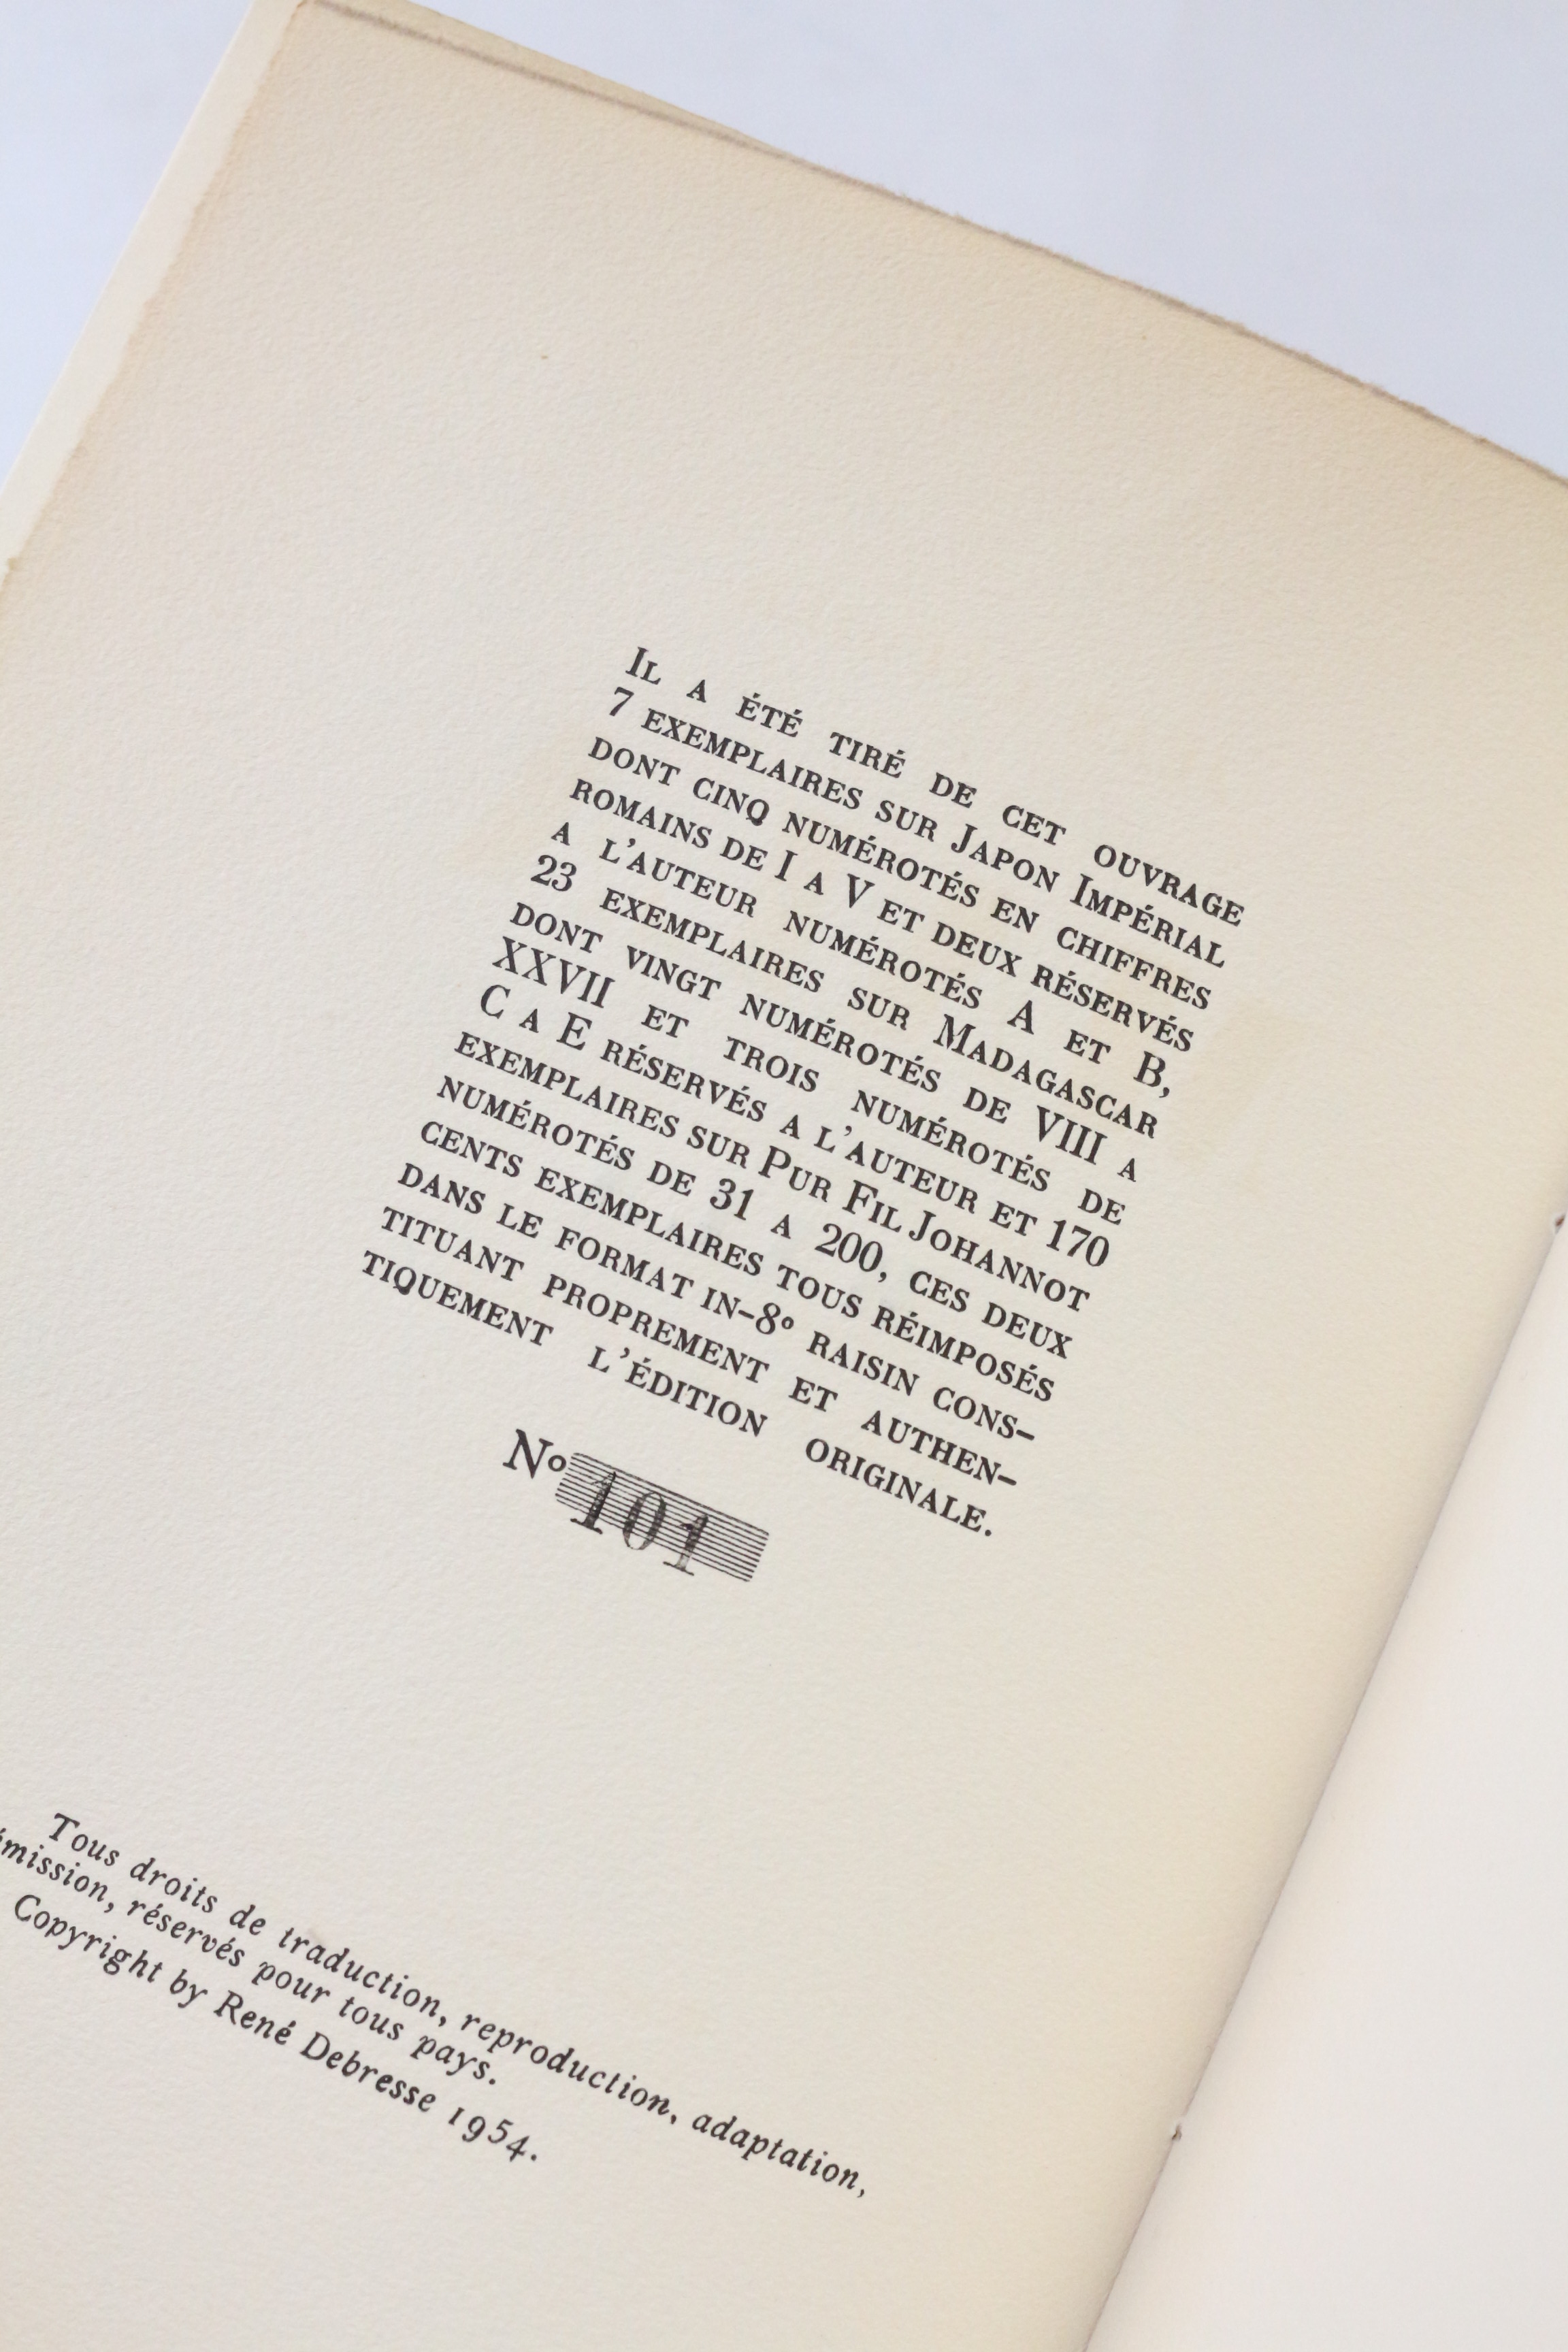 Il a été tiré de cet ouvrage
7 exemplaires sur Japon Impérial
dont cinq numérotés en chiffres
romains de I a V et deux réservés
a l'auteur numérotés A et B,
23 exemplaires sur Madagascar
dont vingt numérotés de VIII a
XXVII et trois numérotés de
C a E réservés a l'auteur et 170
exemplaires sur Pur Fil Johannot
numérotés de 31 a 200, ces deux
cents exemplaires tous réimposés
dans le format in-8º raisin cons-
tituant proprement et authen-
tiquement l'édition originale.
Nº 101
Tous droits de traduction, reproduction, adaptation,
émission, réservés pour tous pays.
Copyright by René Debresse 1954.